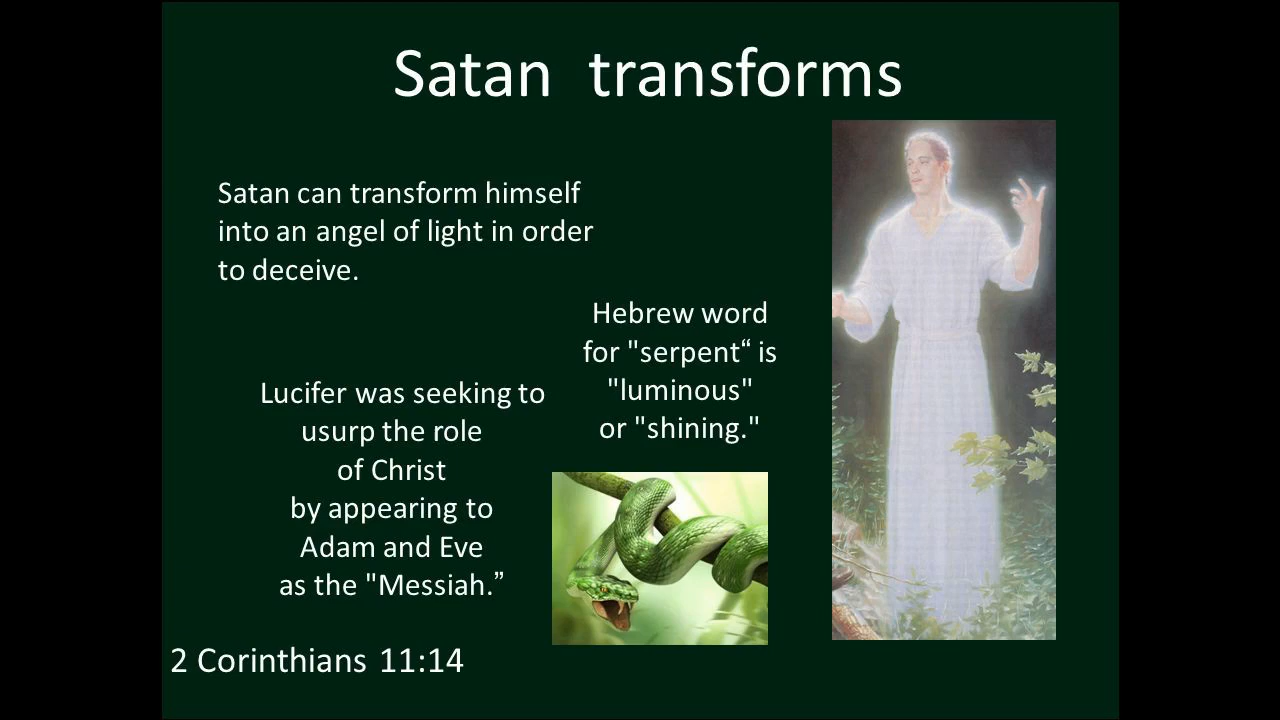 Satan  transforms
Satan can transform himself
into an angel of light in order
to deceive.
Hebrew word
for "serpent“ is
"luminous"
or "shining."
Lucifer was seeking to
usurp the role
of Christ
by appearing to
Adam and Eve
as the "Messiah.”
2 Corinthians 11:14